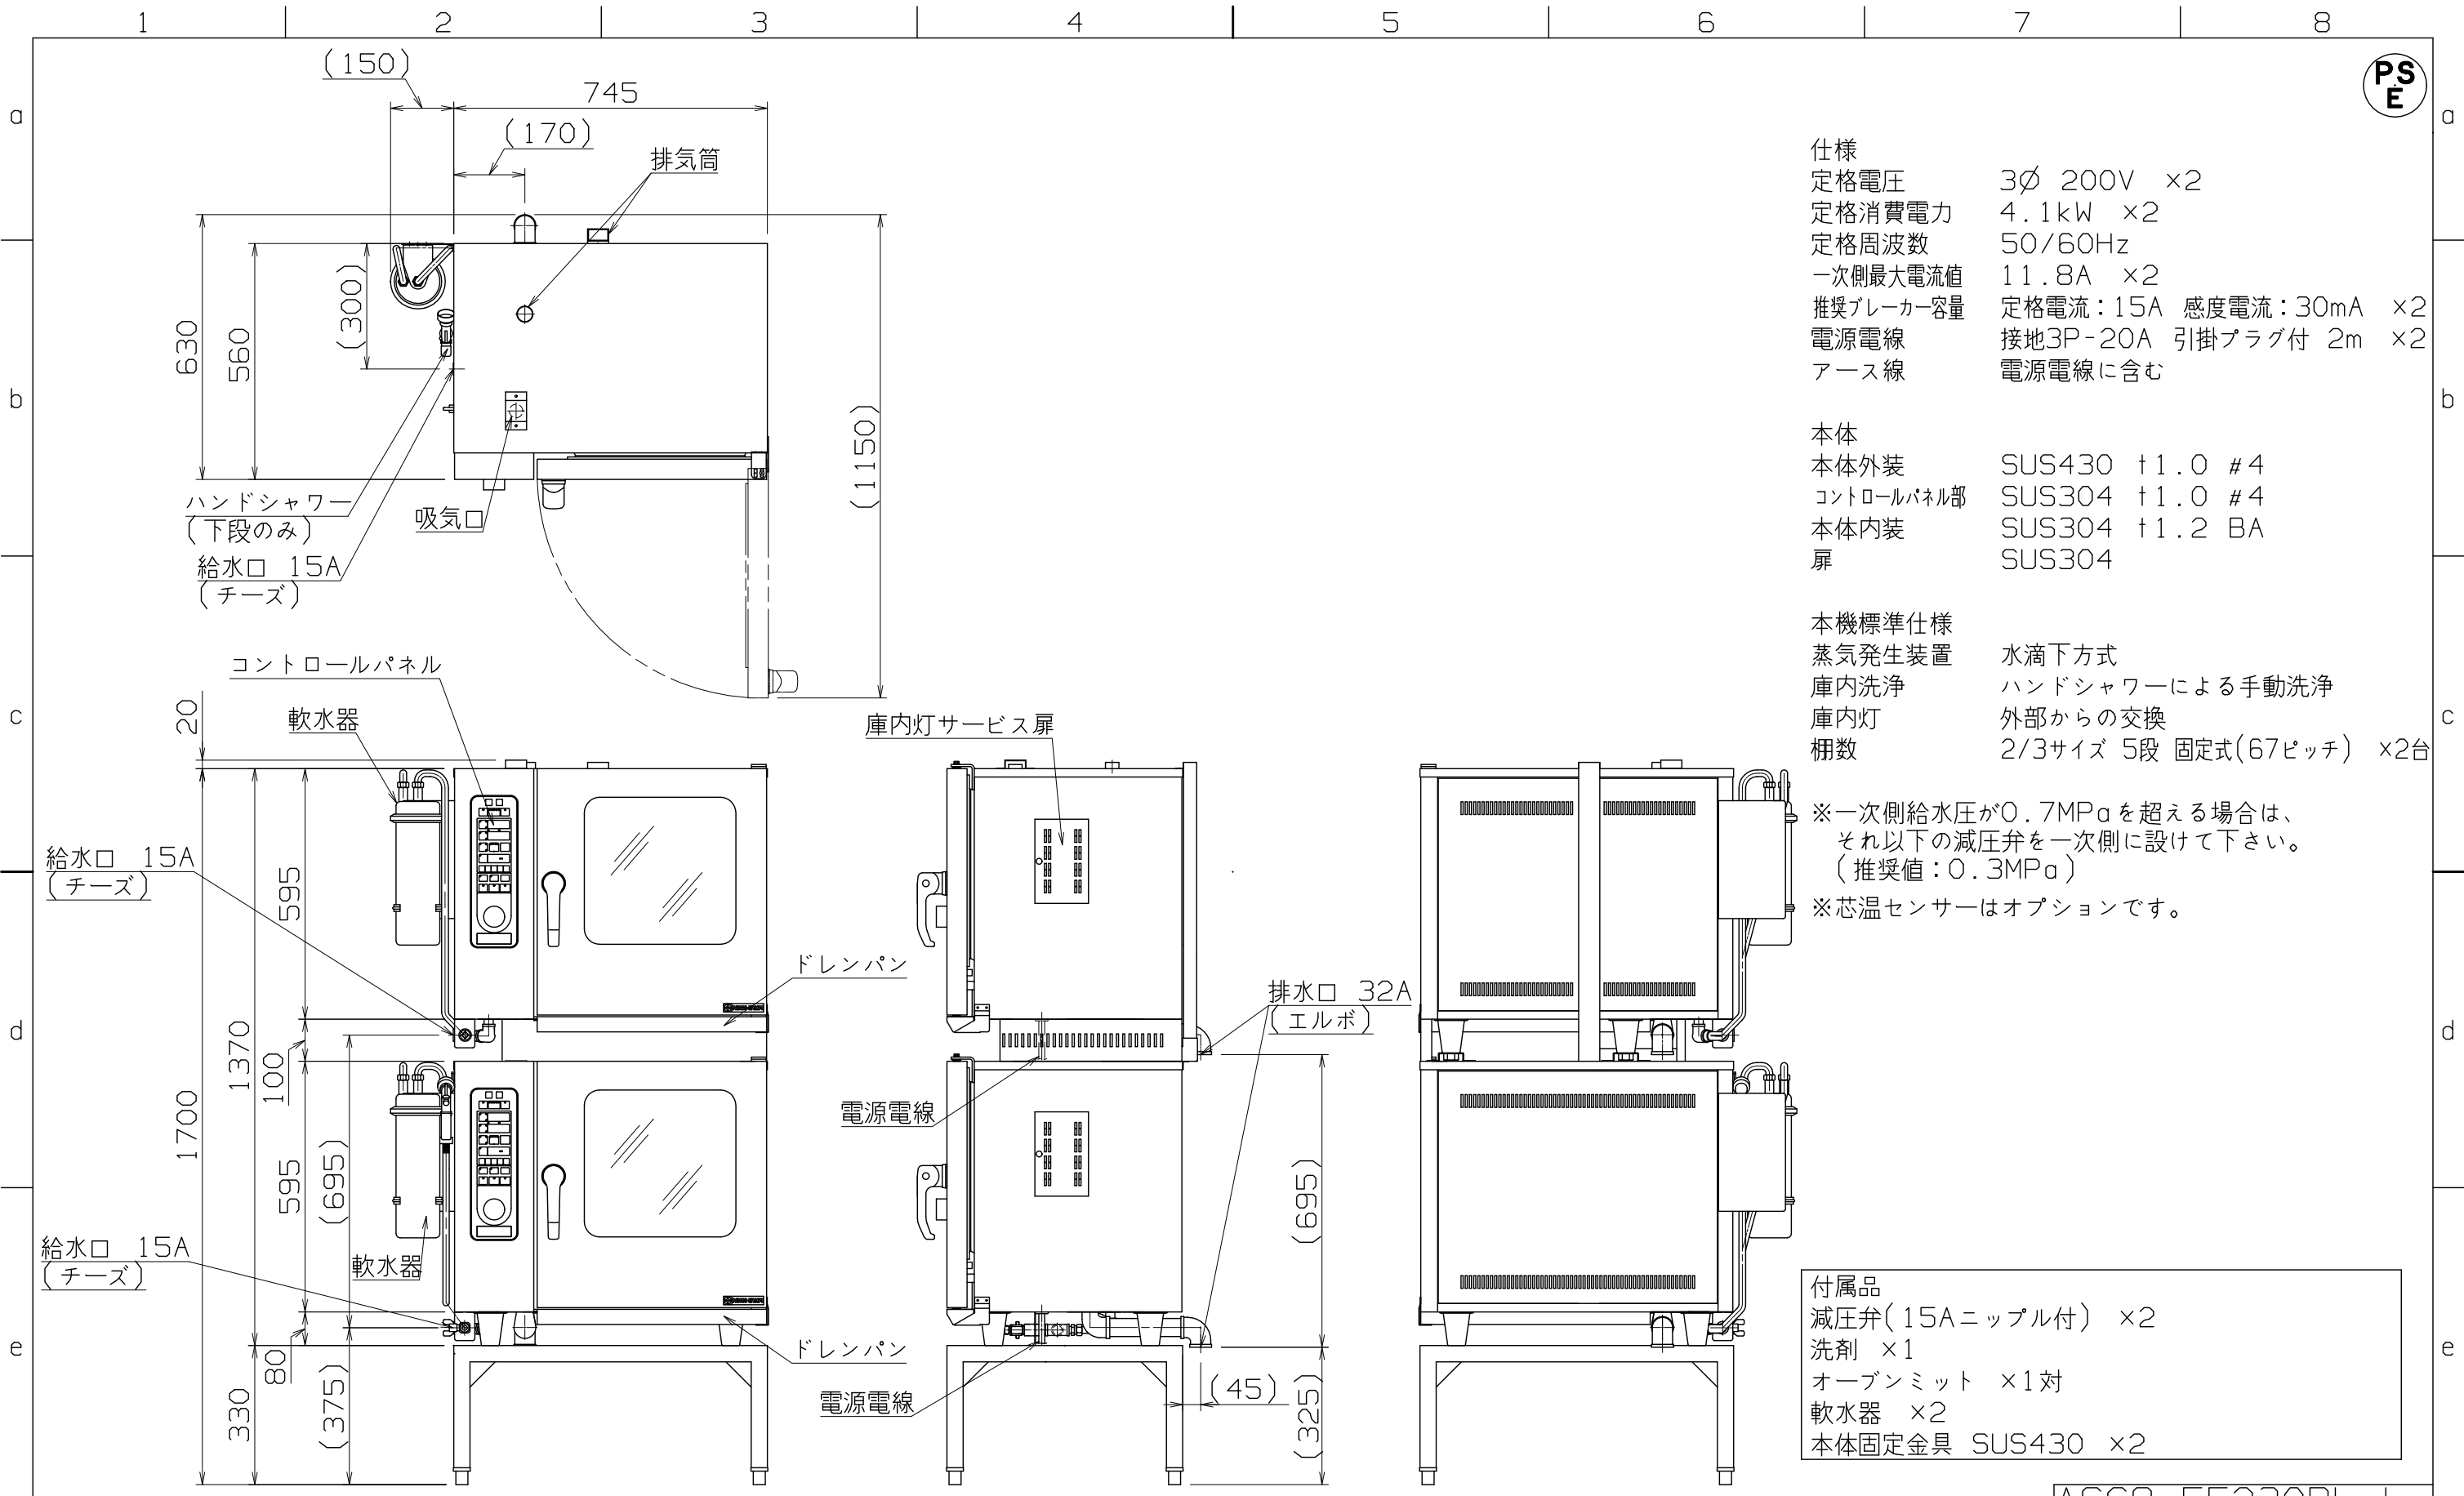 1 2 3 4 5 6 7 8
a
b
c
d
e
a
b
c
d
e
PS
E
(150)
745
(170)
排気筒
630
560
(300)
(1150)
ハンドシャワー
(下段のみ)
吸気口
給水口 15A
(チーズ)
コントロールパネル
20
軟水器
給水口 15A
(チーズ)
595
1370
100
1700
595
(695)
給水口 15A
(チーズ)
軟水器
80
330
(375)
ドレンパン
ドレンパン
庫内灯サービス扉
排水口 32A
(エルボ)
電源電線
(695)
電源電線
(45)
(325)
仕様
定格電圧 3Ø 200V ×2
定格消費電力 4.1kW ×2
定格周波数 50/60Hz
一次側最大電流値 11.8A ×2
推奨ブレーカー容量 定格電流:15A 感度電流:30mA ×2
電源電線 接地3P-20A 引掛プラグ付 2m ×2
アース線 電源電線に含む
本体
本体外装 SUS430 t1.0 #4
コントロールパネル部 SUS304 t1.0 #4
本体内装 SUS304 t1.2 BA
扉 SUS304
本機標準仕様
蒸気発生装置 水滴下方式
庫内洗浄 ハンドシャワーによる手動洗浄
庫内灯 外部からの交換
棚数 2/3サイズ 5段 固定式(67ピッチ) ×2台
※一次側給水圧が0.7MPaを超える場合は、
それ以下の減圧弁を一次側に設けて下さい。
(推奨値:0.3MPa)
※芯温センサーはオプションです。
付属品
減圧弁(15Aニップル付) ×2
洗剤 ×1
オーブンミット ×1対
軟水器 ×2
本体固定金具 SUS430 ×2